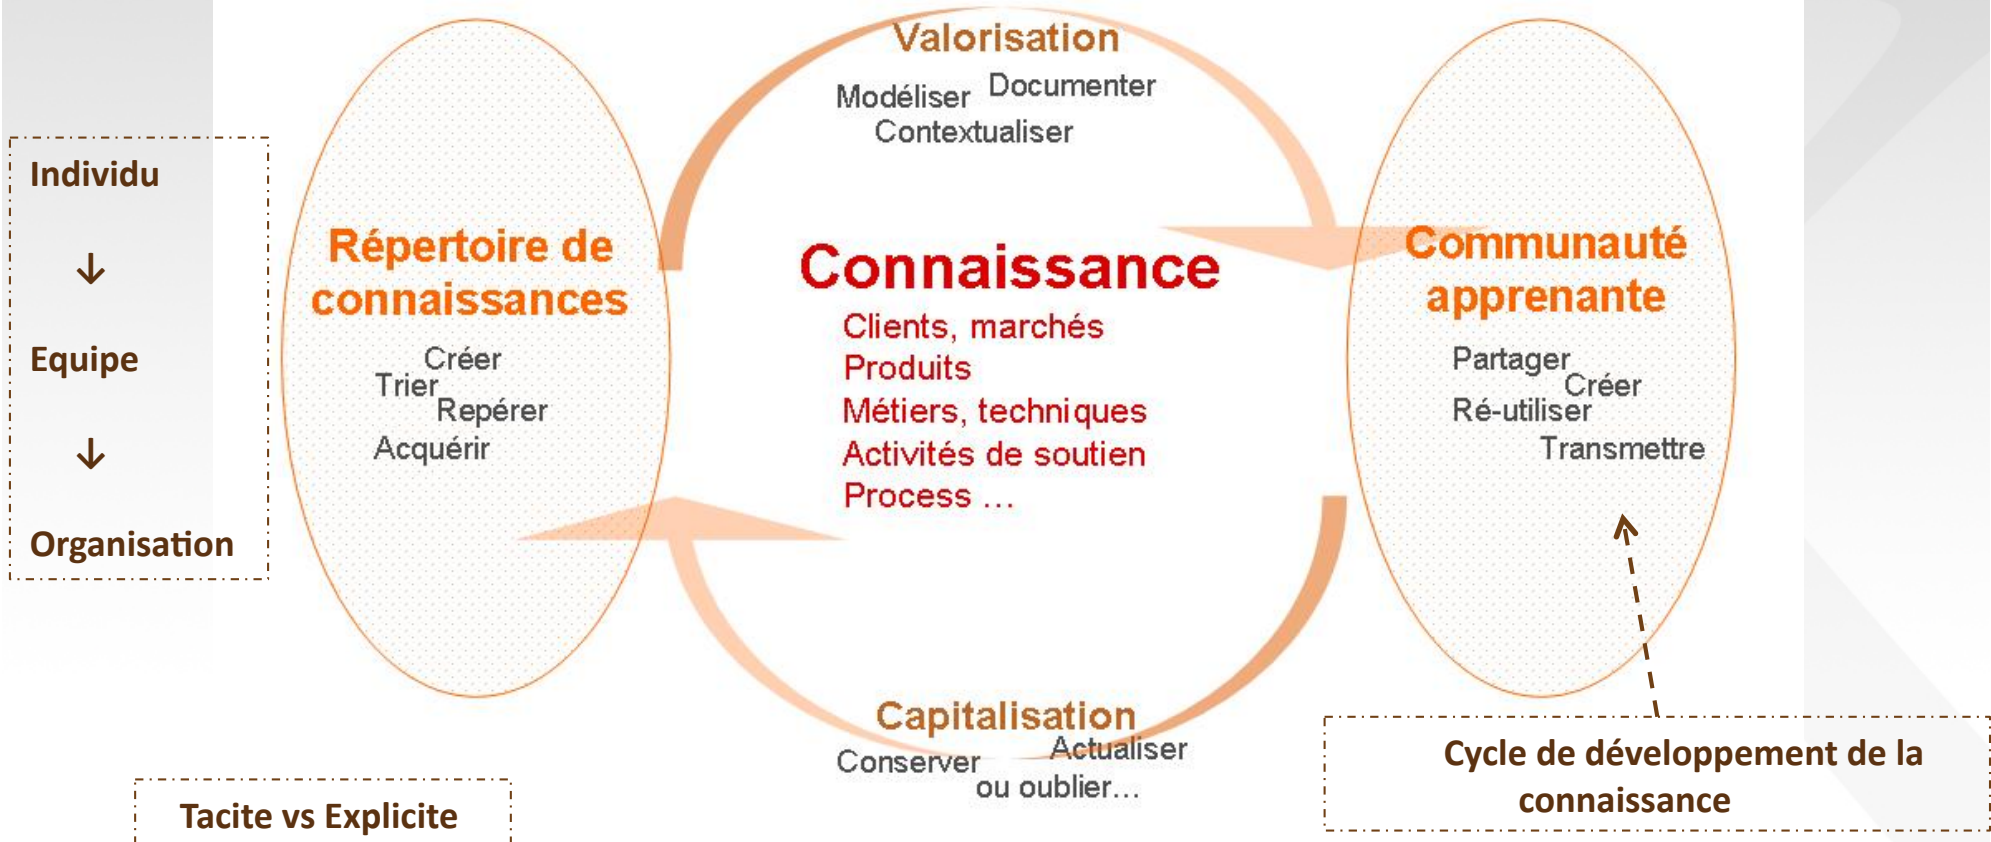 Individu
↓
Equipe
↓
Organisation
Répertoire de
connaissances
Créer
Trier
Repérer
Acquérir
Valorisation
Modéliser Documenter
Contextualiser
Connaissance
Clients, marchés
Produits
Métiers, techniques
Activités de soutien
Process ...
Capitalisation
Conserver Actualiser
ou oublier...
Communauté
apprenante
Partager
Créer
Ré-utiliser
Transmettre
Tacite vs Explicite
Cycle de développement de la
connaissance